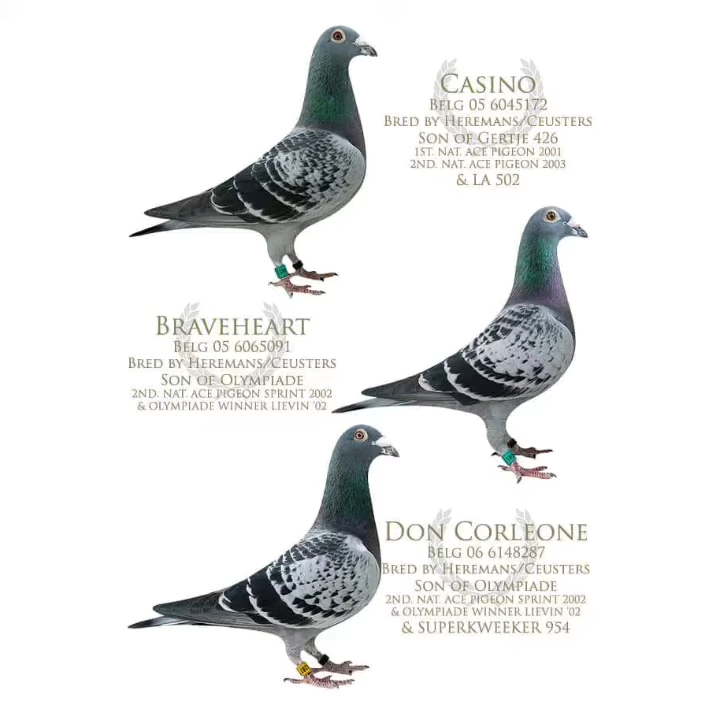 CASINO
BELG 05 6045172
BRED BY HEREMANS/CEUSTERS
SON OF GERTJE 426
1ST. NAT. ACE PIGEON 2001
2ND. NAT. ACE PIGEON 2003
& LA 502
BRAVEHEART
BELG 05 6065091
BRED BY HEREMANS/CEUSTERS
SON OF OLYMPIADE
2ND. NAT. ACE PIGEON SPRINT 2002
& OLYMPIADE WINNER LIEVIN '02
DON CORLEONE
BELG 06 6148287
BRED BY HEREMANS/CEUSTERS
SON OF OLYMPIADE
2ND. NAT. ACE PIGEON SPRINT 2002
& OLYMPIADE WINNER LIEVIN '02
& SUPERKWEEKER 954